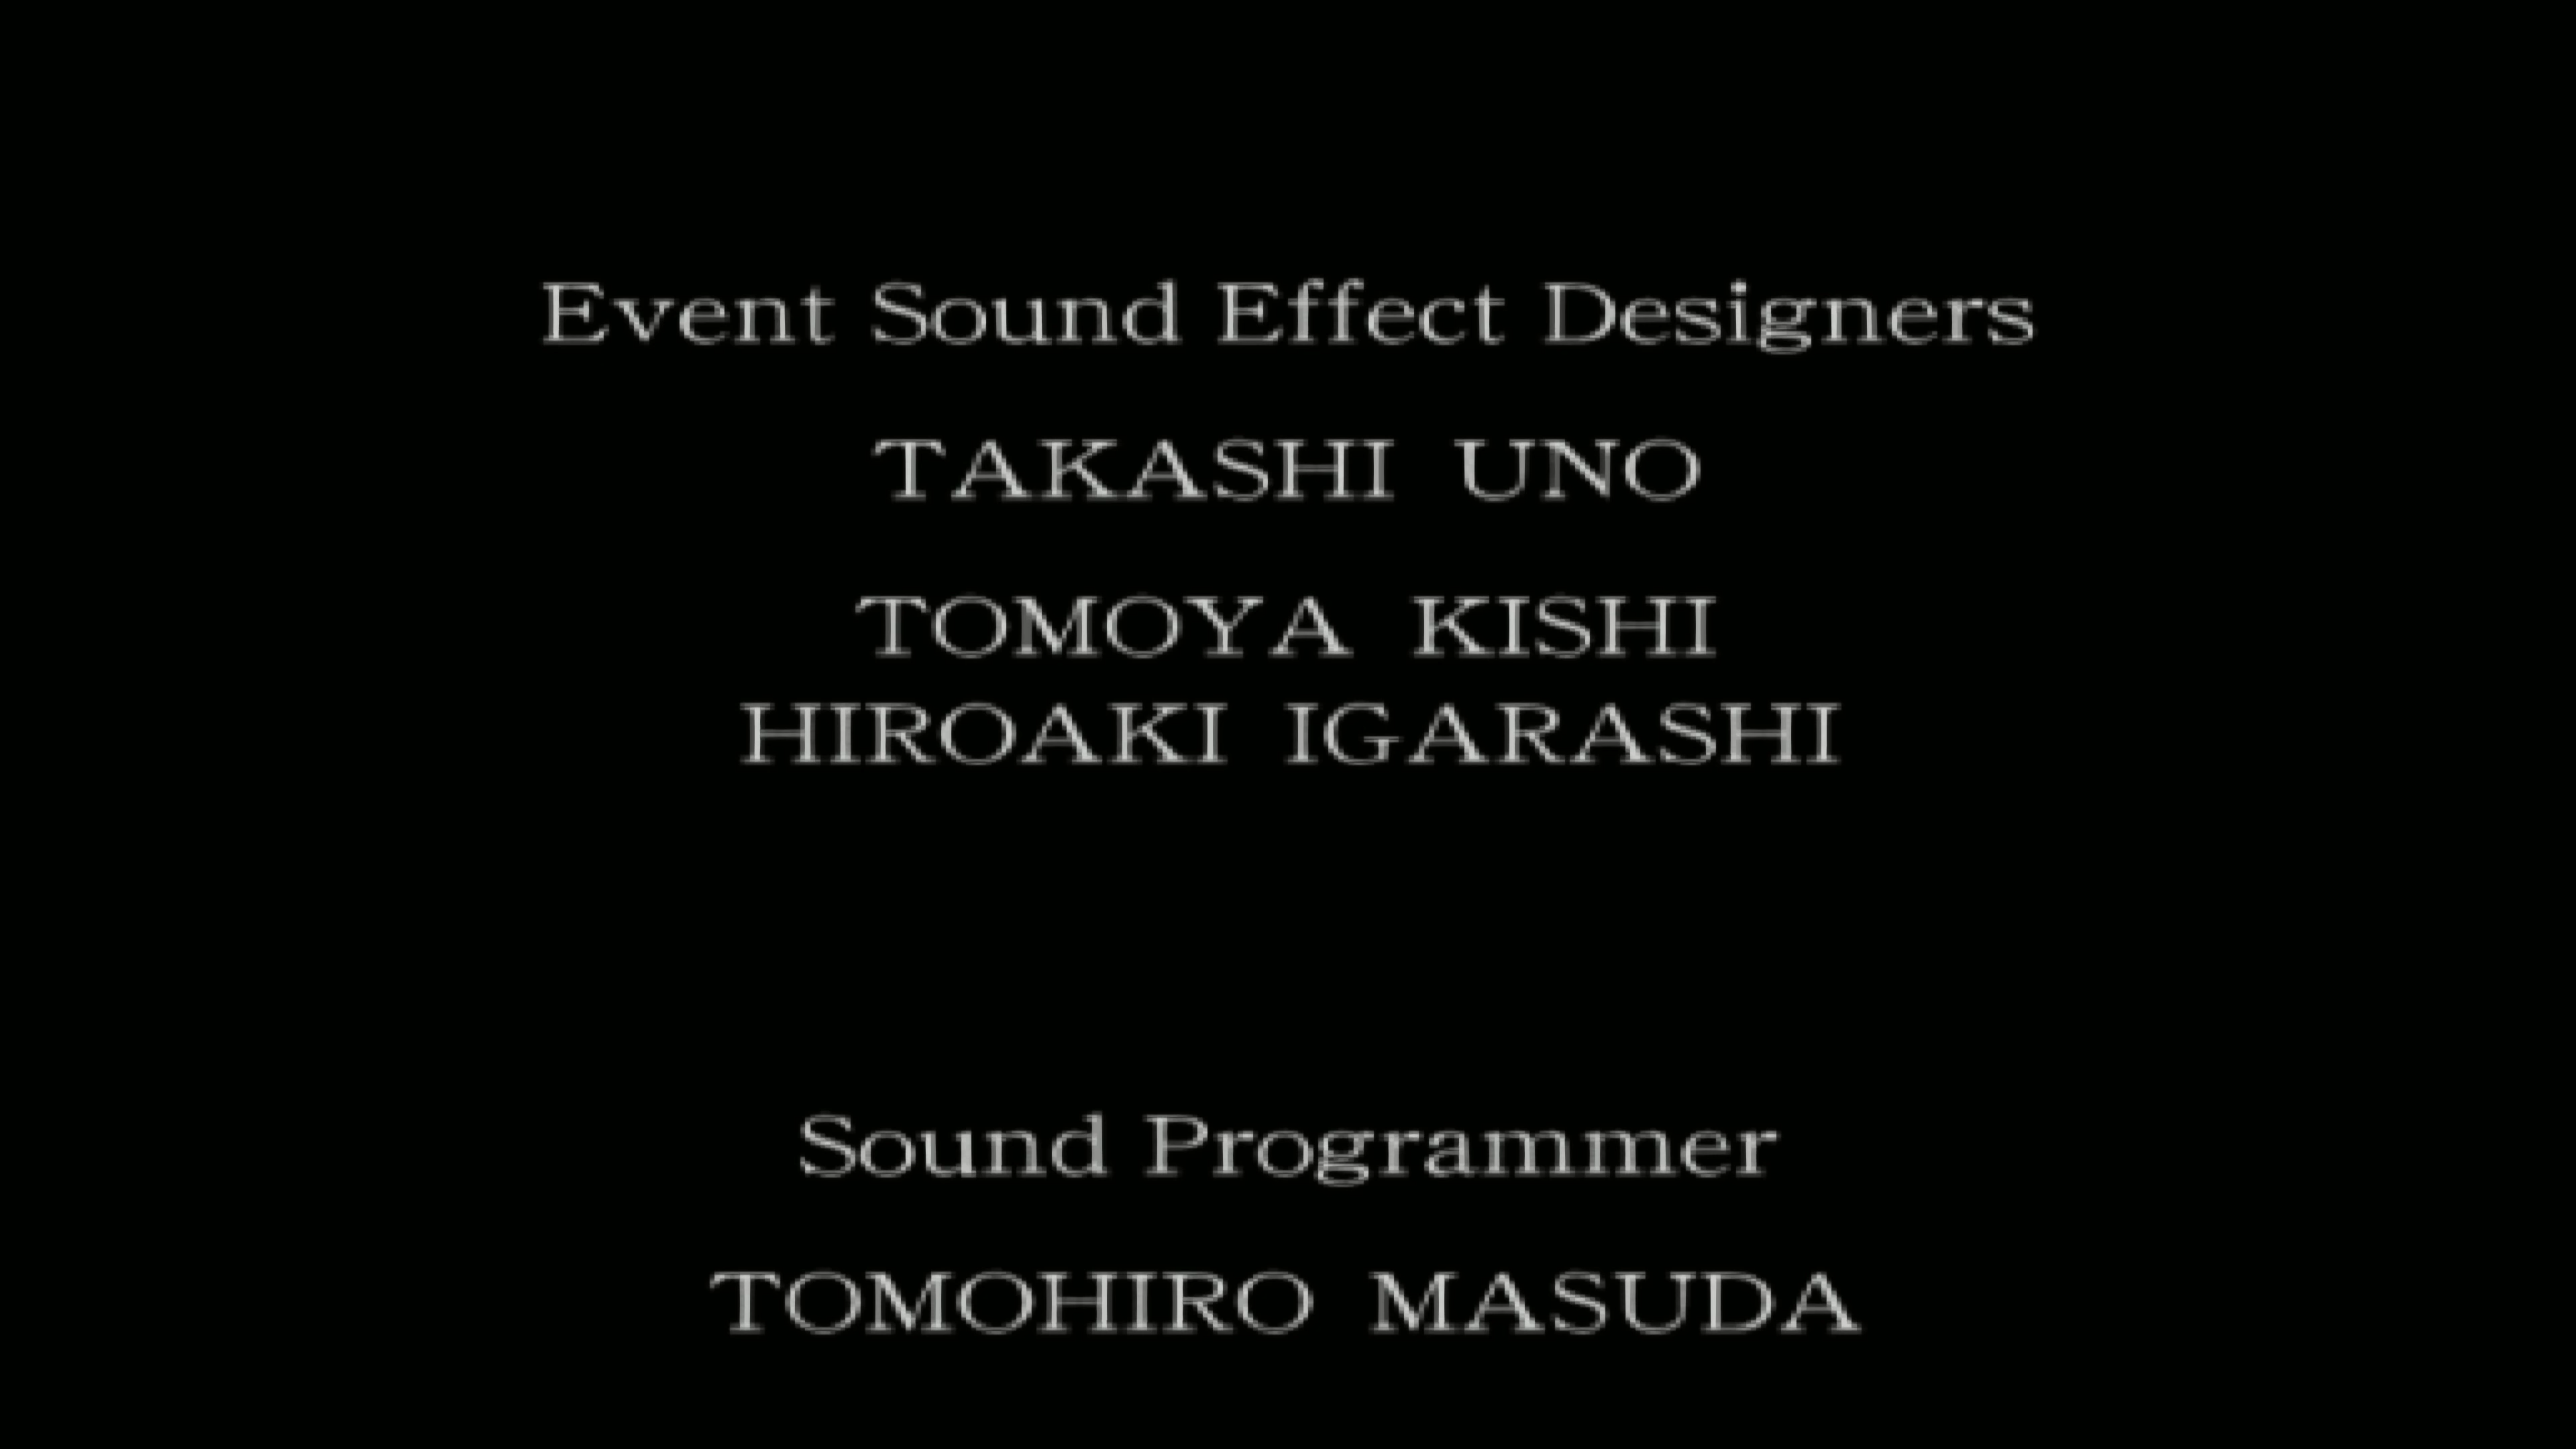 Event Sound Effect Designers
TAKASHI UNO
TOMOYA KISHI
HIROAKI IGARASHI
Sound Programmer
TOMOHIRO MASUDA